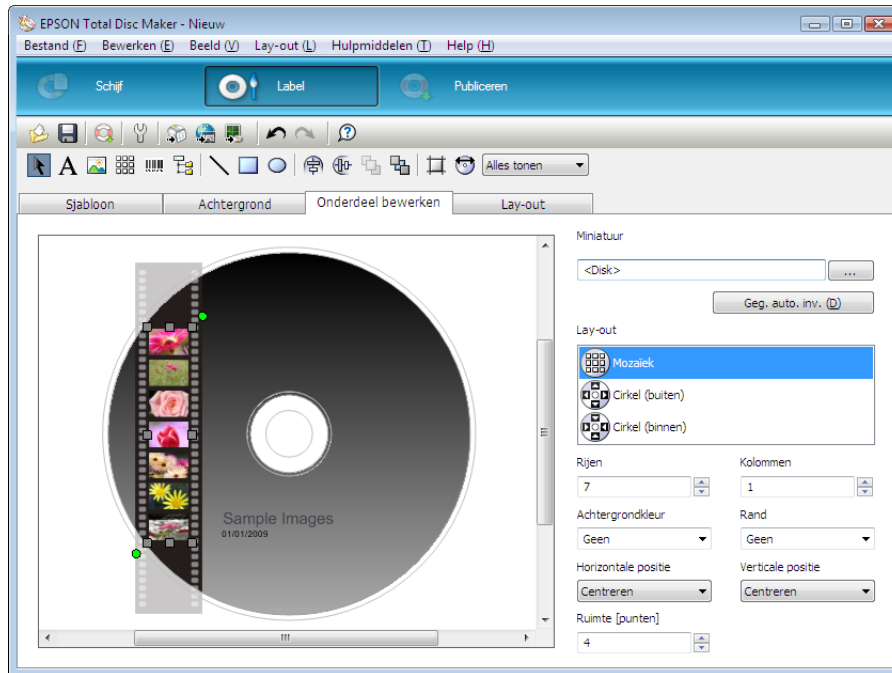 EPSON Total Disc Maker - Nieuw
Bestand (F) Bewerken (E) Beeld (V) Lay-out (L) Hulpmiddelen (T) Help (H)
Schijf Label Publiceren
A Alles tonen
Sjabloon Achtergrond Onderdeel bewerken Lay-out
Miniatuur
<Disk> ...
Geg. auto. inv. (D)
Lay-out
Mozaïek
Cirkel (buiten)
Cirkel (binnen)
Rijen Kolommen
7 1
Achtergrondkleur Rand
Geen Geen
Horizontale positie Verticale positie
Centreren Centreren
Ruimte [punten]
4
Sample Images
01/01/2009